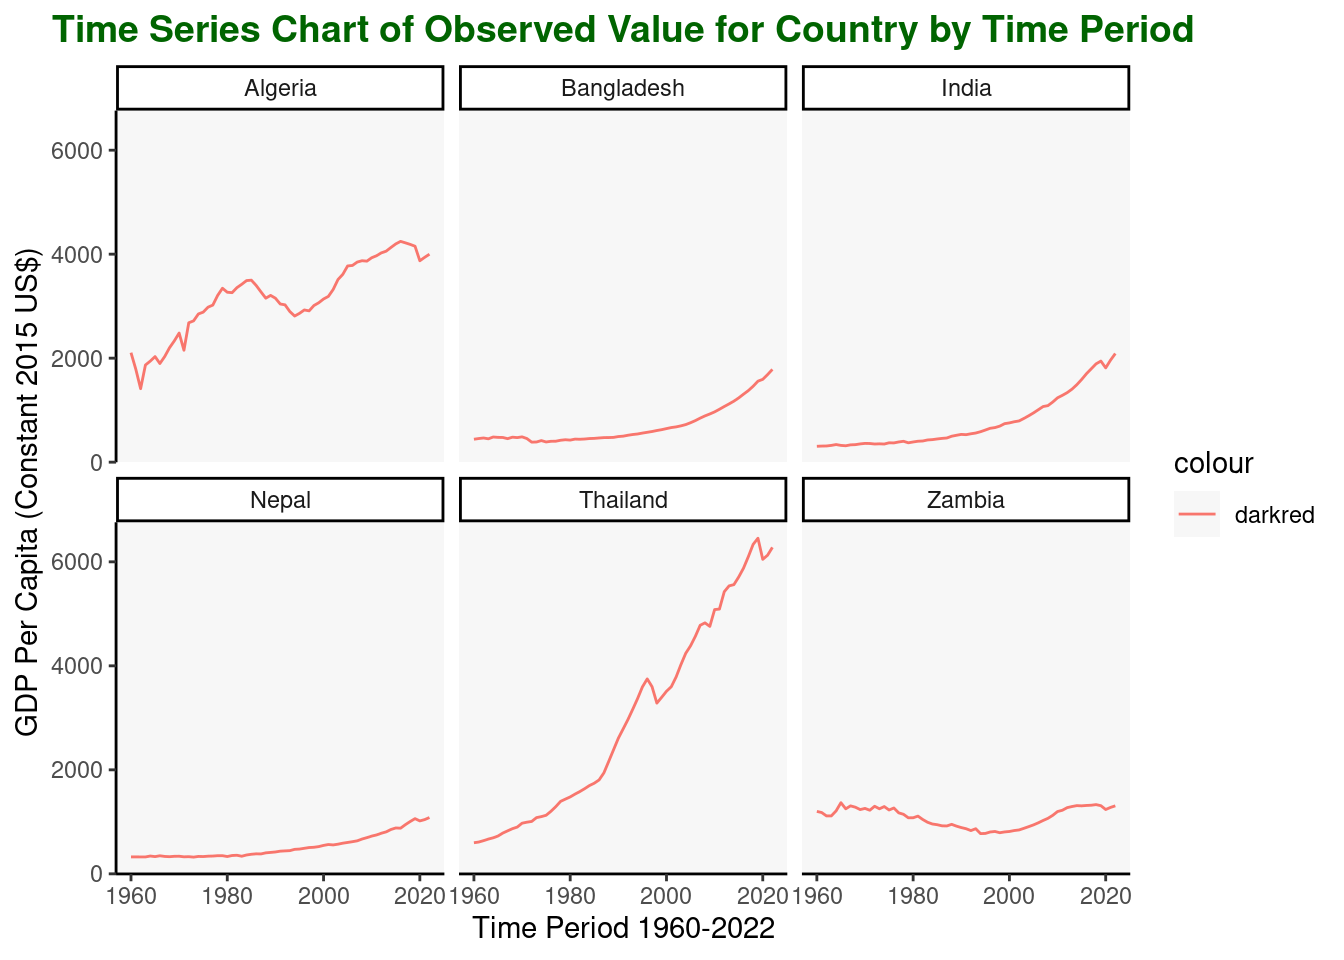 Time Series Chart of Observed Value for Country by Time Period
Algeria
Bangladesh
India
6000
4000
2000
0
Nepal
Thailand
Zambia
6000
4000
2000
0
1960 1980 2000 2020
1960 1980 2000 2020
1960 1980 2000 2020
Time Period 1960-2022
GDP Per Capita (Constant 2015 US$)
colour
darkred